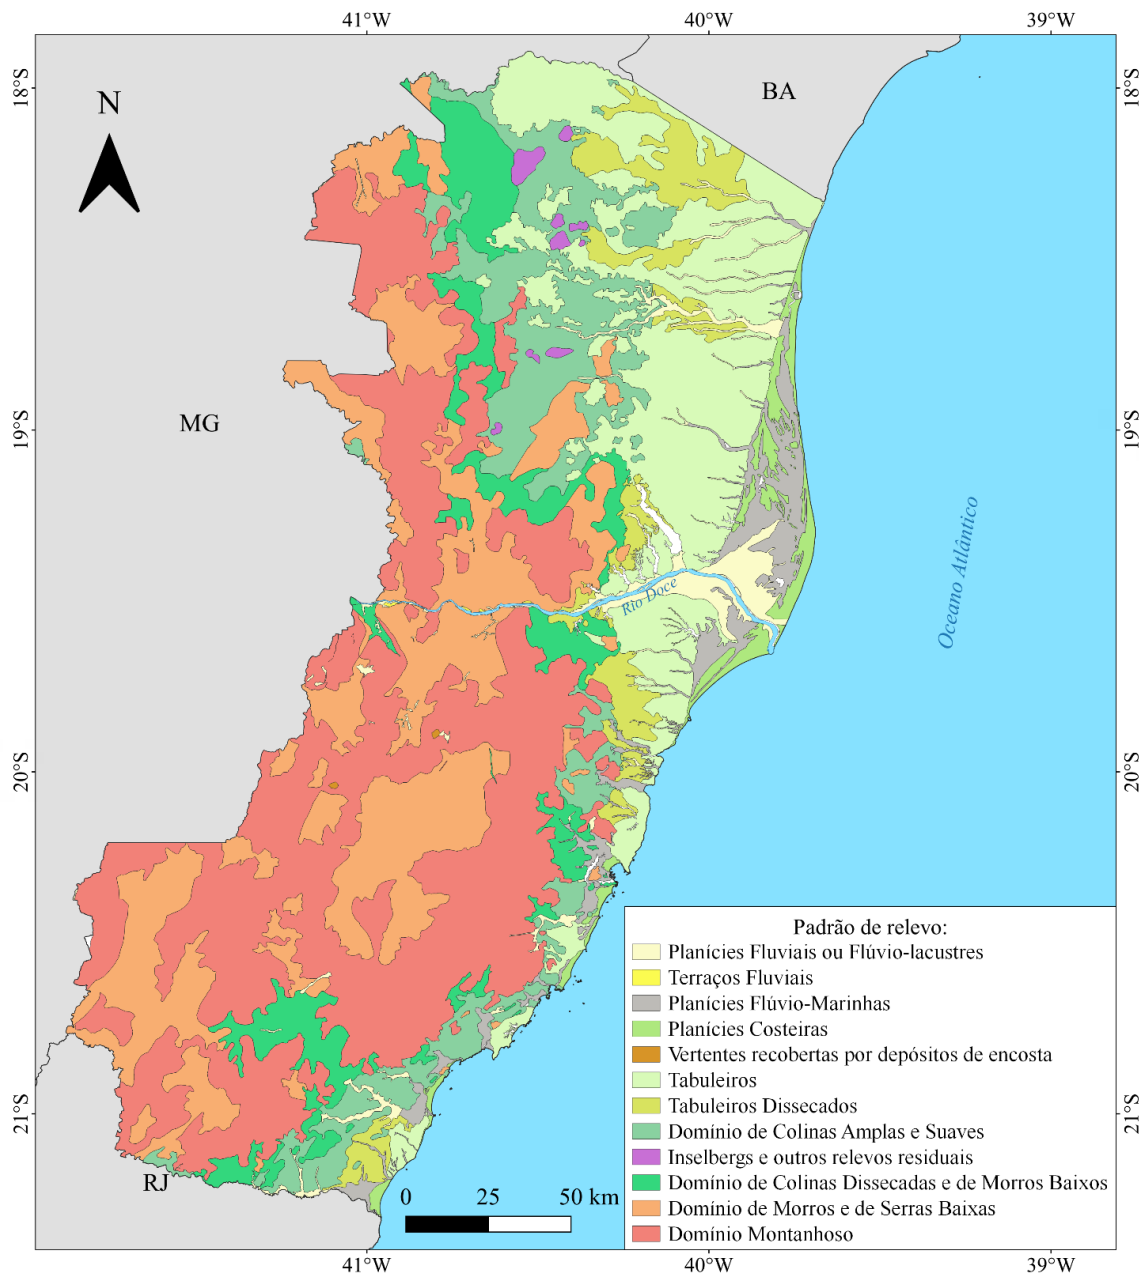 41°W
40°W
39°W
18°S
BA
18°S
N
MG
19°S
19°S
Oceano Atlântico
Rio Doce
20°S
20°S
Padrão de relevo:
Planícies Fluviais ou Flúvio-lacustres
Terraços Fluviais
Planícies Flúvio-Marinhas
Planícies Costeiras
Vertentes recobertas por depósitos de encosta
Tabuleiros
Tabuleiros Dissecados
Domínio de Colinas Amplas e Suaves
Inselbergs e outros relevos residuais
Domínio de Colinas Dissecadas e de Morros Baixos
Domínio de Morros e de Serras Baixas
Domínio Montanhoso
21°S
21°S
RJ
0 25 50 km
41°W
40°W
39°W